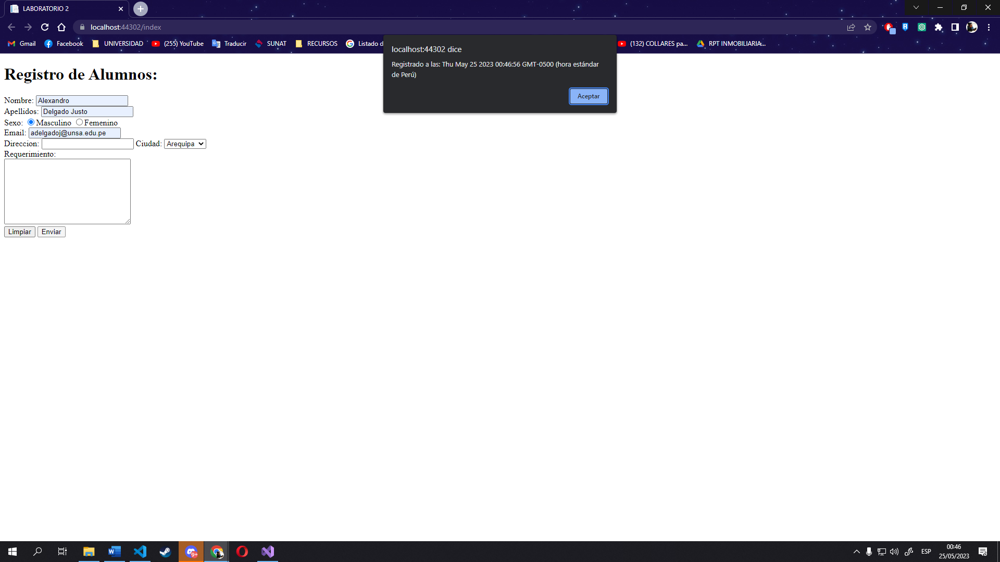 LABORATORIO 2
localhost:44302/index
Gmail
Facebook
UNIVERSIDAD
(255) YouTube
Traducir
SUNAT
RECURSOS
Listado d
(132) COLLARES pa...
RPT INMOBILIARIA...
localhost:44302 dice
Registrado a las: Thu May 25 2023 00:46:56 GMT-0500 (hora estándar
de Perú)
Aceptar
Registro de Alumnos:
Nombre: Alexandro
Apellidos: Delgado Justo
Sexo: Masculino Femenino
Email: adelgadoj@unsa.edu.pe
Direccion: Ciudad: Arequipa
Requerimiento:
Limpiar Enviar
9+
ESP
00:46
25/05/2023